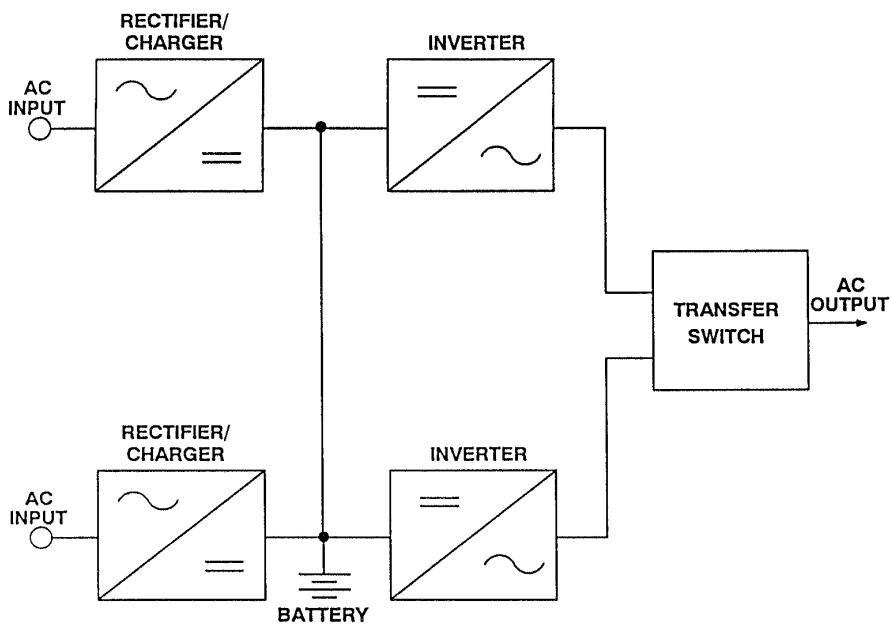 RECTIFIER/
CHARGER
INVERTER
AC
INPUT
TRANSFER
SWITCH
AC
OUTPUT
RECTIFIER/
CHARGER
INVERTER
AC
INPUT
BATTERY